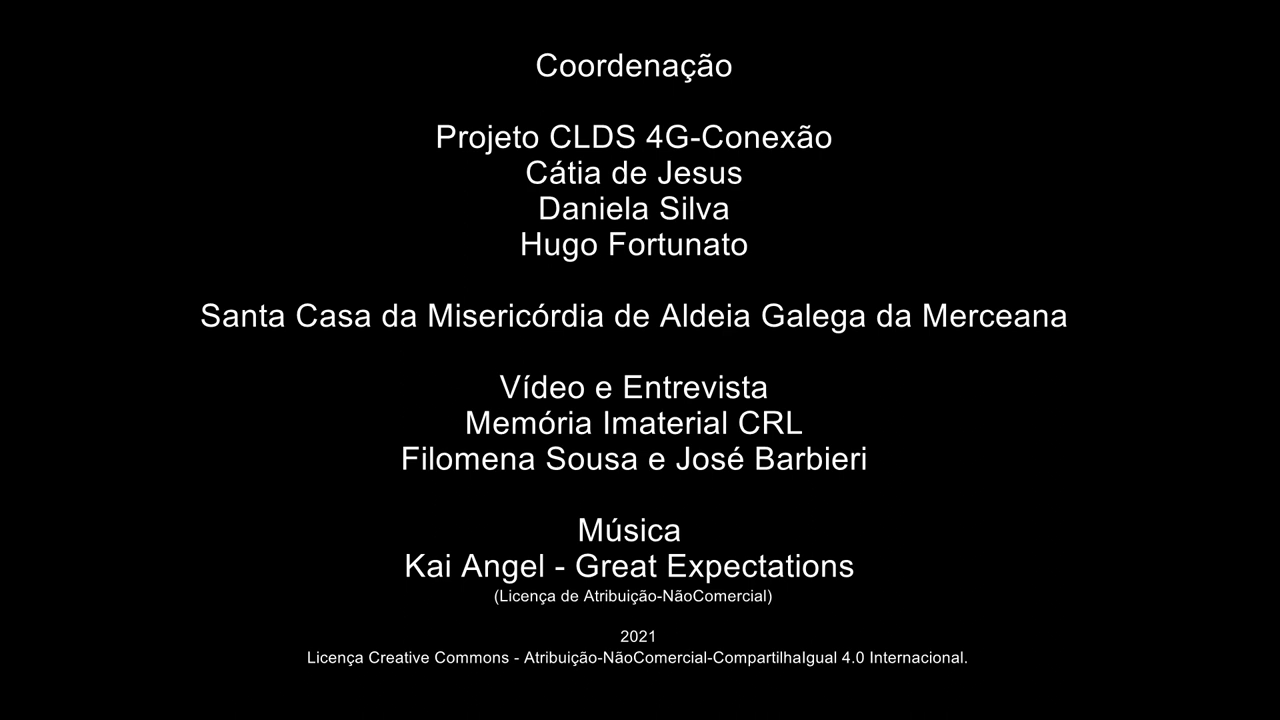 Coordenação
Projeto CLDS 4G-Conexão
Cátia de Jesus
Daniela Silva
Hugo Fortunato
Santa Casa da Misericórdia de Aldeia Galega da Merceana
Vídeo e Entrevista
Memória Imaterial CRL
Filomena Sousa e José Barbieri
Música
Kai Angel - Great Expectations
(Licença de Atribuição-NãoComercial)
2021
Licença Creative Commons - Atribuição-NãoComercial-CompartilhaIgual 4.0 Internacional.